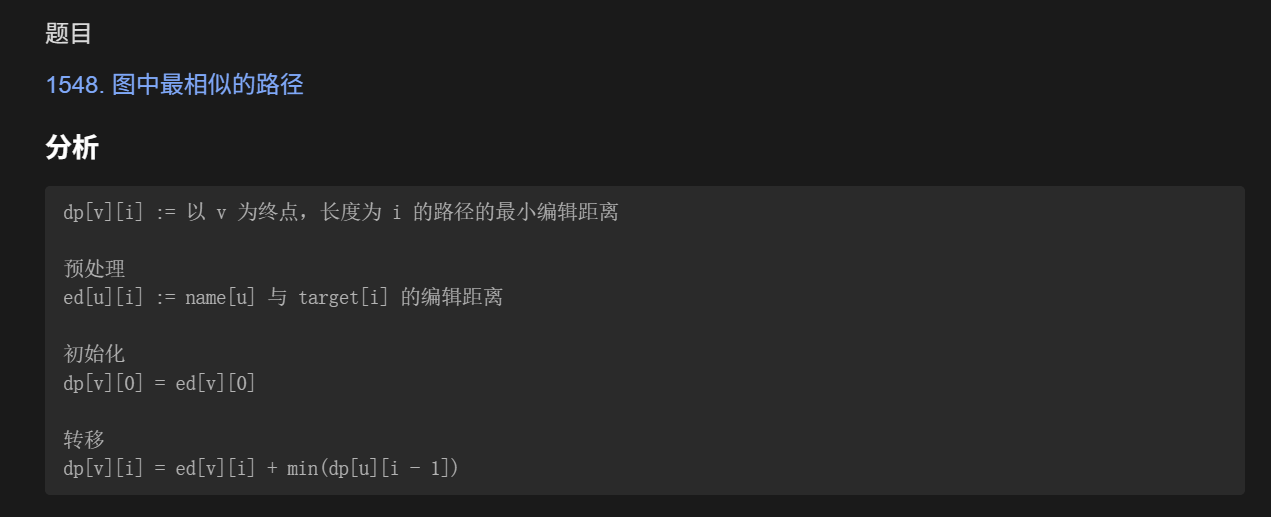 题目
1548. 图中最相似的路径
分析
dp[v][i] := 以 v 为终点，长度为 i 的路径的最小编辑距离
预处理
ed[u][i] := name[u] 与 target[i] 的编辑距离
初始化
dp[v][0] = ed[v][0]
转移
dp[v][i] = ed[v][i] + min(dp[u][i - 1])